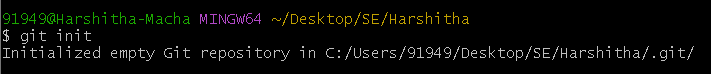 91949@Harshitha-Macha MINGW64 ~/Desktop/SE/Harshitha
$ git init
Initialized empty Git repository in C:/Users/91949/Desktop/SE/Harshitha/.git/